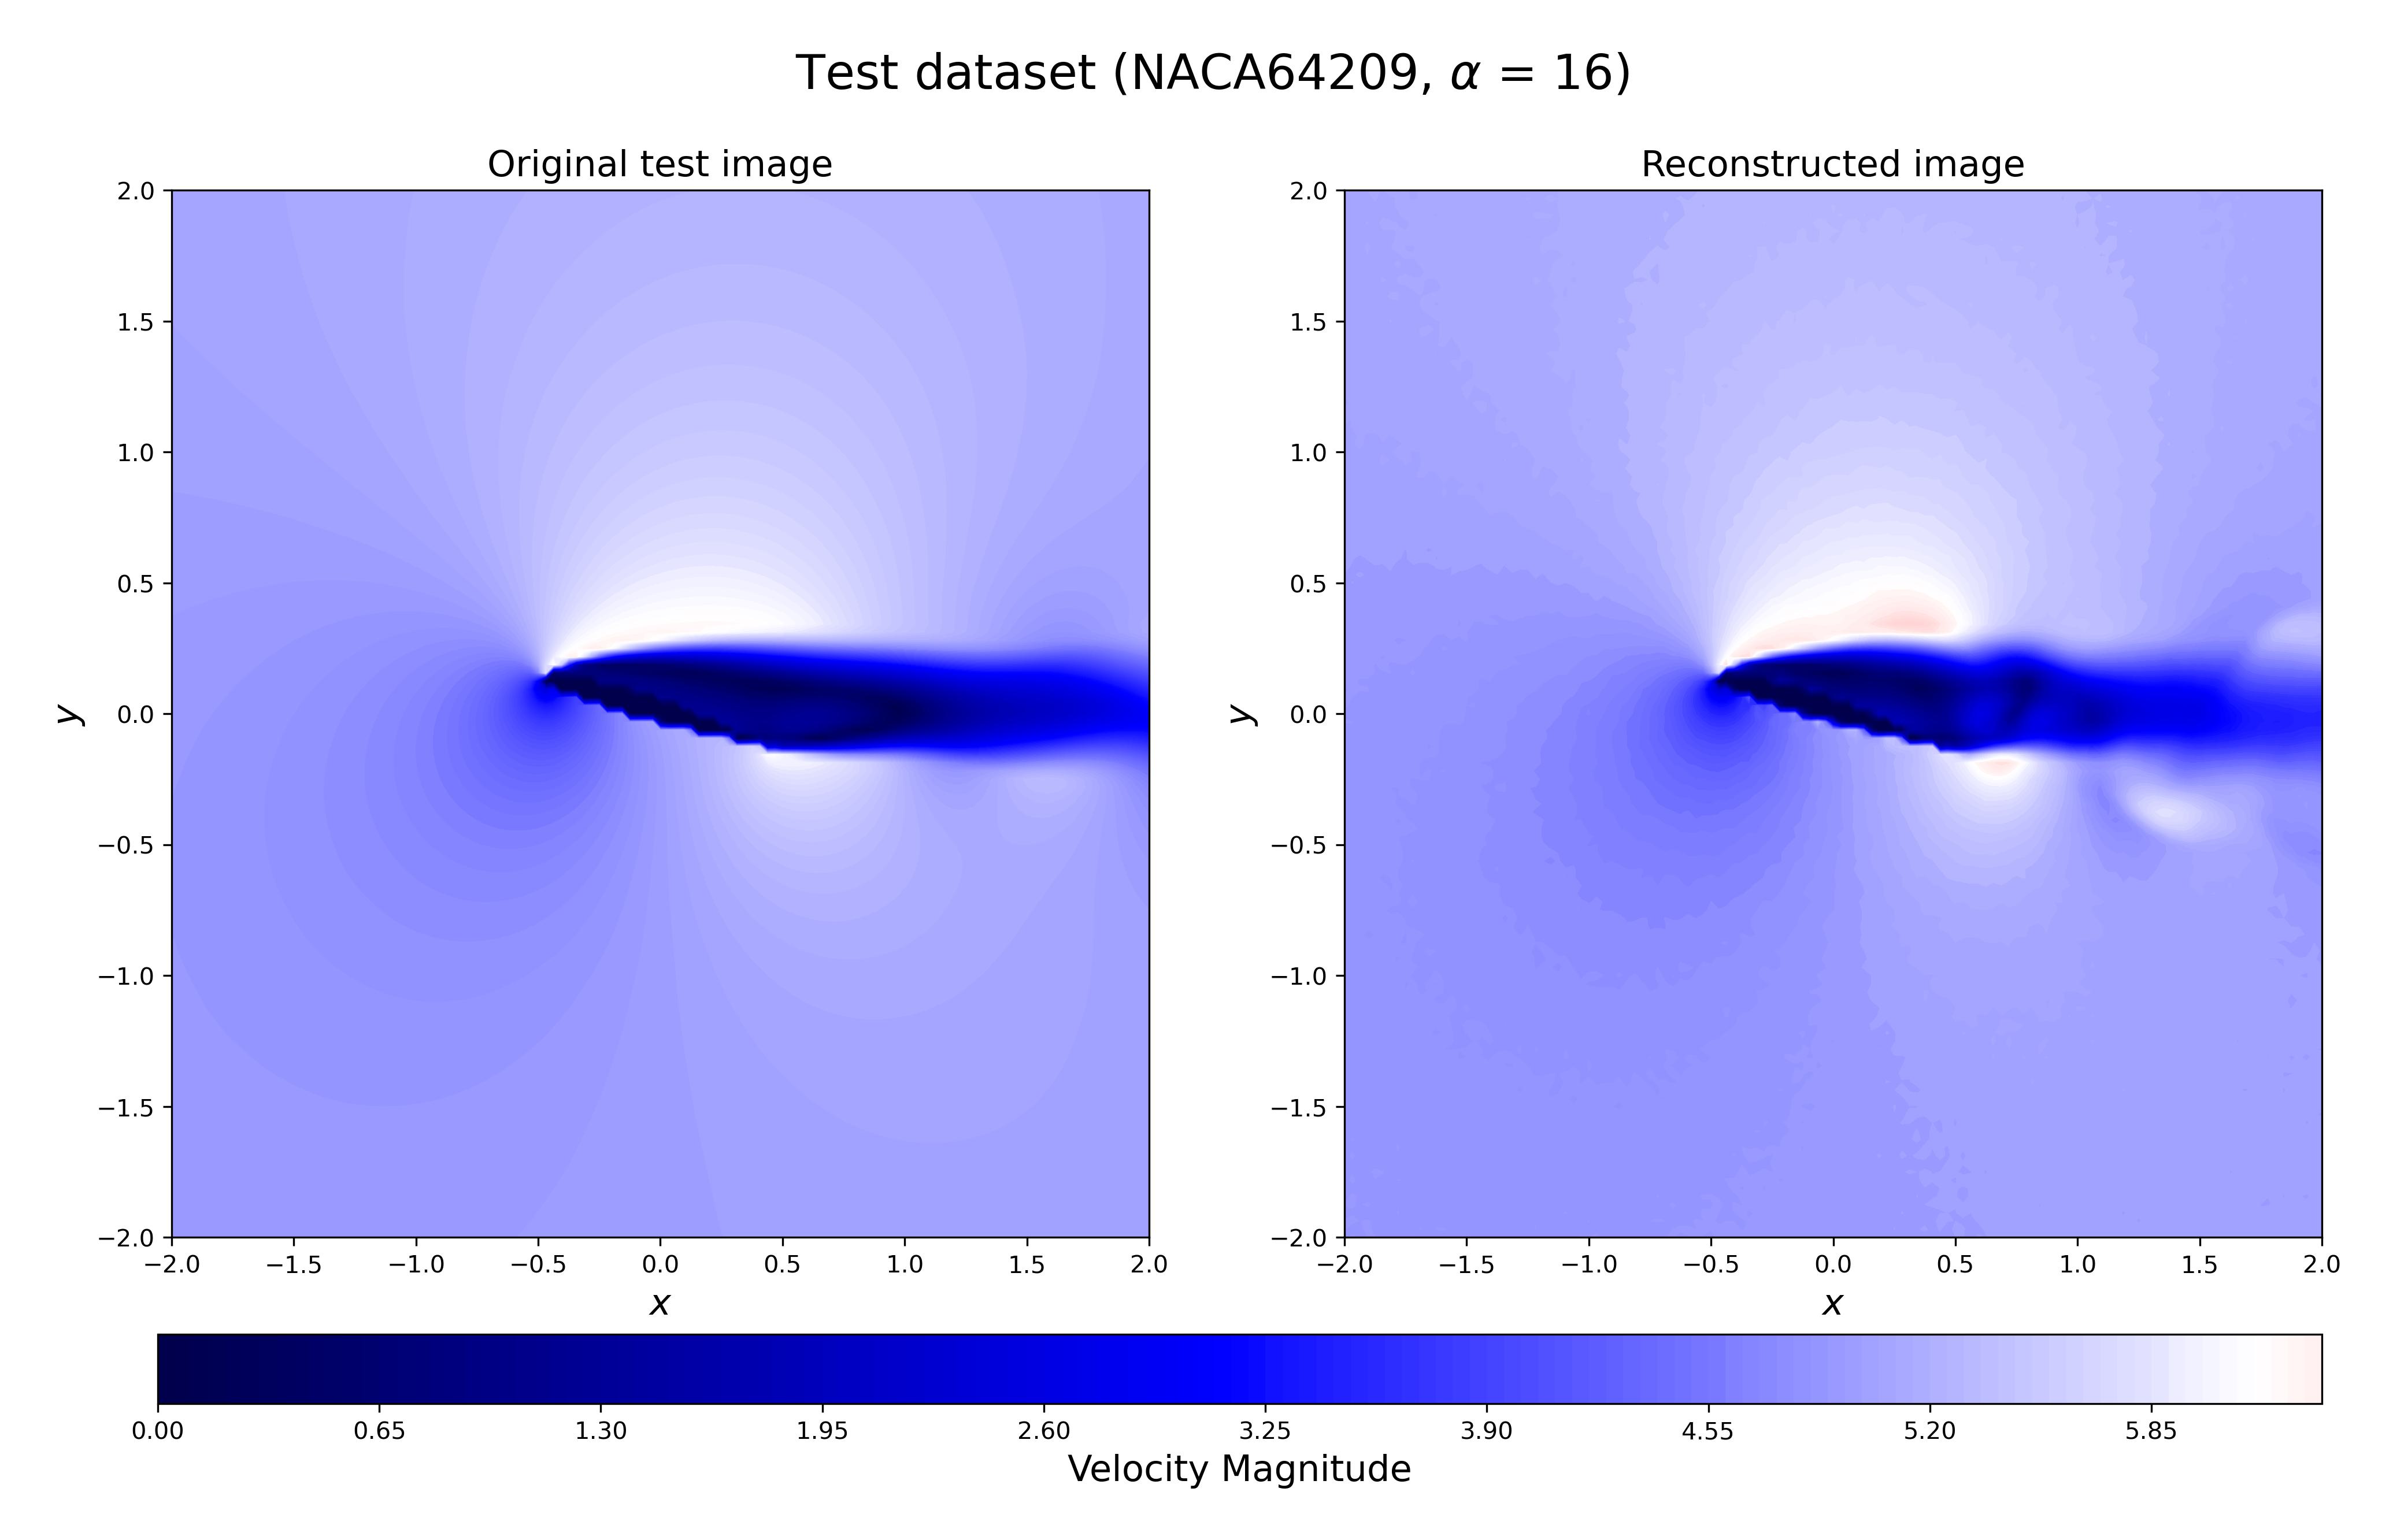 Test dataset (NACA64209, α = 16)
Original test image
2.0
1.5
1.0
0.5
0.0
−0.5
−1.0
−1.5
−2.0
y
−2.0 −1.5 −1.0 −0.5 0.0 0.5 1.0 1.5 2.0
x
Reconstructed image
2.0
1.5
1.0
0.5
0.0
−0.5
−1.0
−1.5
−2.0
y
−2.0 −1.5 −1.0 −0.5 0.0 0.5 1.0 1.5 2.0
x
0.00 0.65 1.30 1.95 2.60 3.25 3.90 4.55 5.20 5.85
Velocity Magnitude